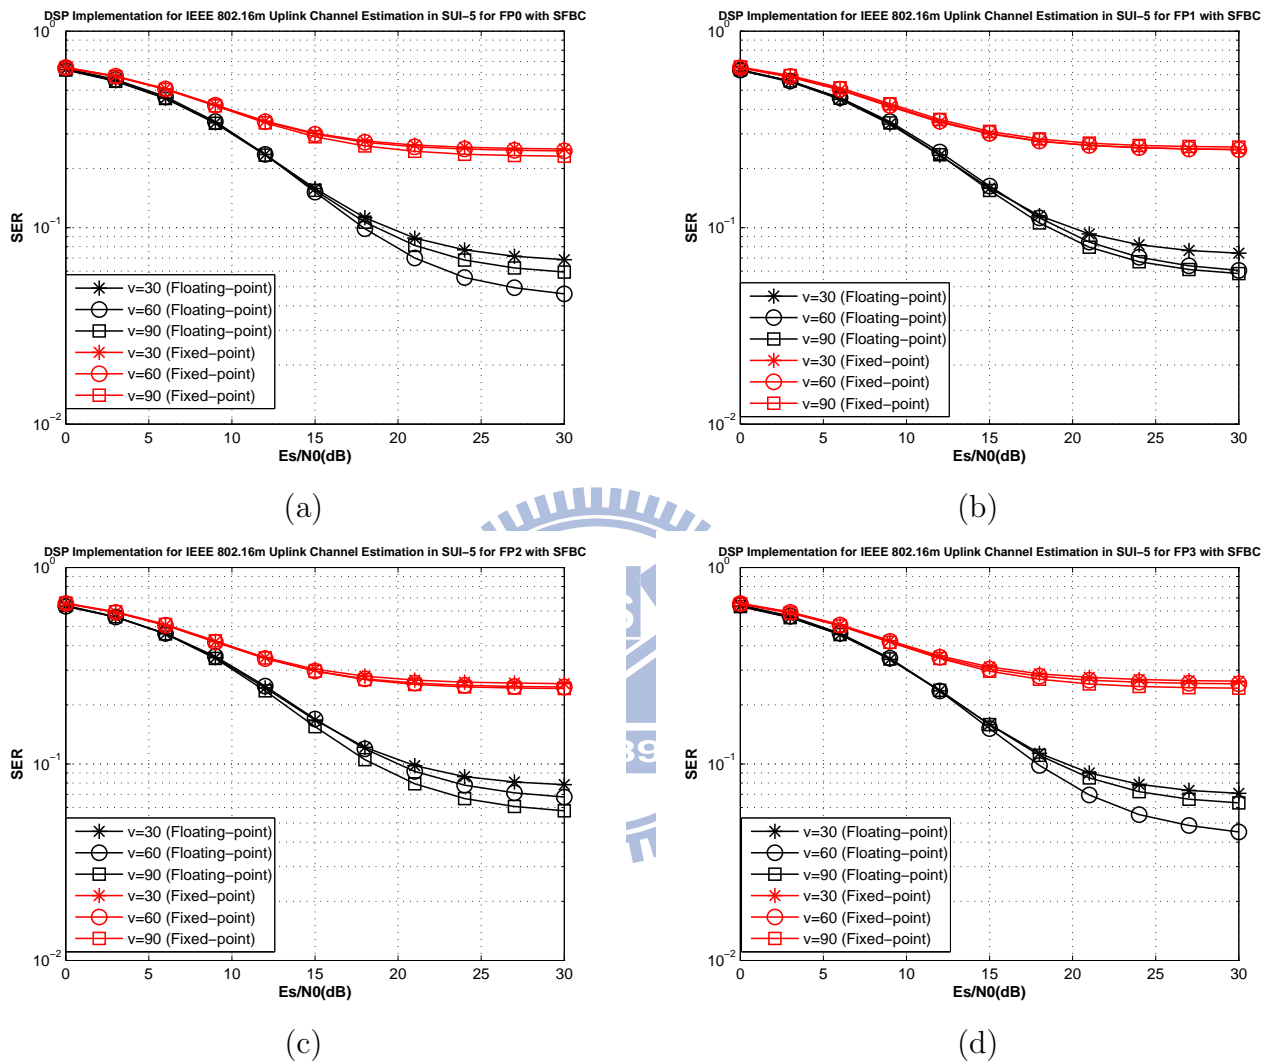 DSP Implementation for IEEE 802.16m Uplink Channel Estimation in SUI−5 for FP0 with SFBC
10^0
10^−1
10^−2
SER
v=30 (Floating−point)
v=60 (Floating−point)
v=90 (Floating−point)
v=30 (Fixed−point)
v=60 (Fixed−point)
v=90 (Fixed−point)
0 5 10 15 20 25 30
Es/N0(dB)
(a)
DSP Implementation for IEEE 802.16m Uplink Channel Estimation in SUI−5 for FP1 with SFBC
10^0
10^−1
10^−2
SER
v=30 (Floating−point)
v=60 (Floating−point)
v=90 (Floating−point)
v=30 (Fixed−point)
v=60 (Fixed−point)
v=90 (Fixed−point)
0 5 10 15 20 25 30
Es/N0(dB)
(b)
DSP Implementation for IEEE 802.16m Uplink Channel Estimation in SUI−5 for FP2 with SFBC
10^0
10^−1
10^−2
SER
v=30 (Floating−point)
v=60 (Floating−point)
v=90 (Floating−point)
v=30 (Fixed−point)
v=60 (Fixed−point)
v=90 (Fixed−point)
0 5 10 15 20 25 30
Es/N0(dB)
(c)
DSP Implementation for IEEE 802.16m Uplink Channel Estimation in SUI−5 for FP3 with SFBC
10^0
10^−1
10^−2
SER
v=30 (Floating−point)
v=60 (Floating−point)
v=90 (Floating−point)
v=30 (Fixed−point)
v=60 (Fixed−point)
v=90 (Fixed−point)
0 5 10 15 20 25 30
Es/N0(dB)
(d)